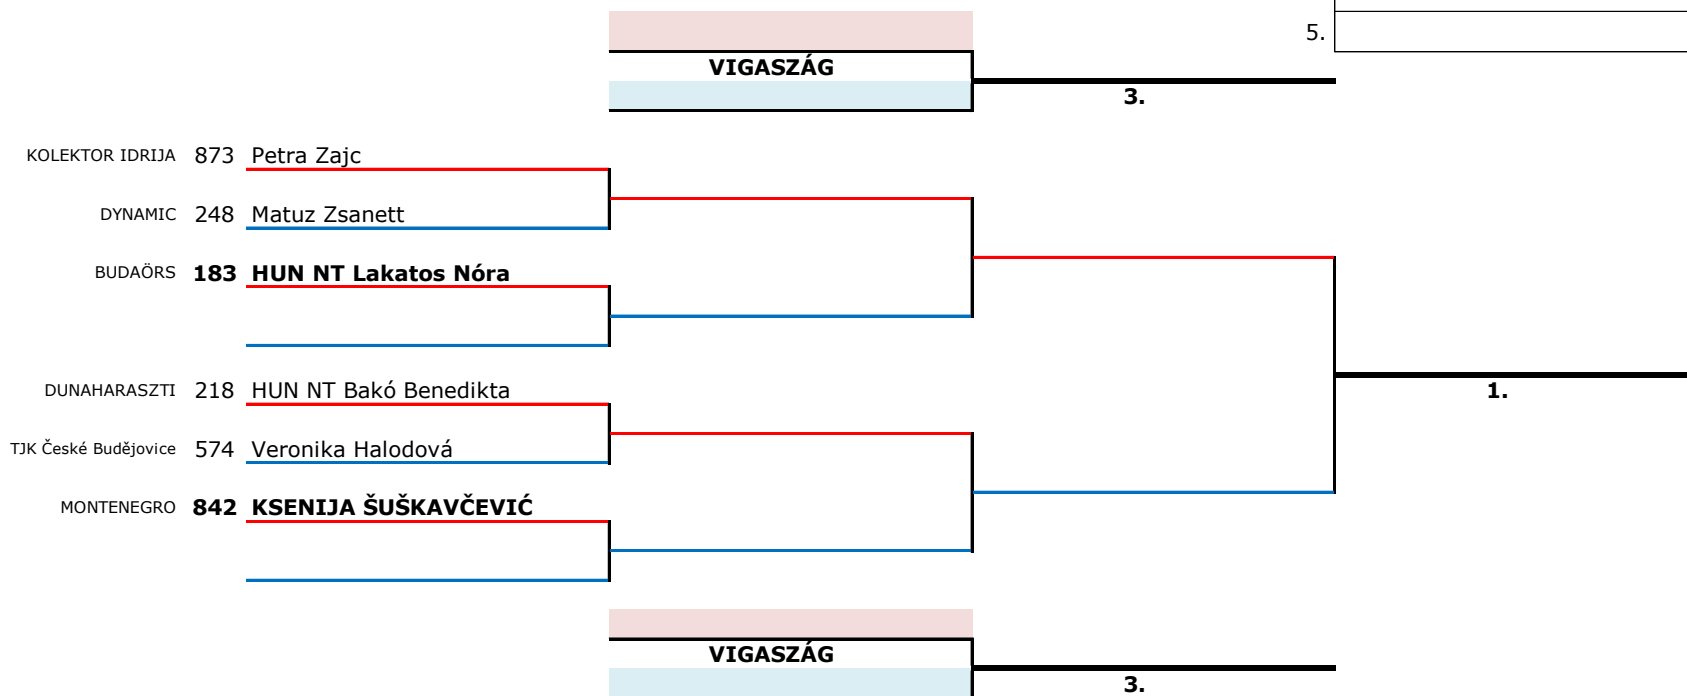 5.
VIGASZÁG
3.
KOLEKTOR IDRIJA 873 Petra Zajc
DYNAMIC 248 Matuz Zsanett
BUDAÖRS 183 HUN NT Lakatos Nóra
DUNAHARASZTI 218 HUN NT Bakó Benedikta
1.
TJK České Budějovice 574 Veronika Halodová
MONTENEGRO 842 KSENIJA ŠUŠKAVČEVIĆ
VIGASZÁG
3.